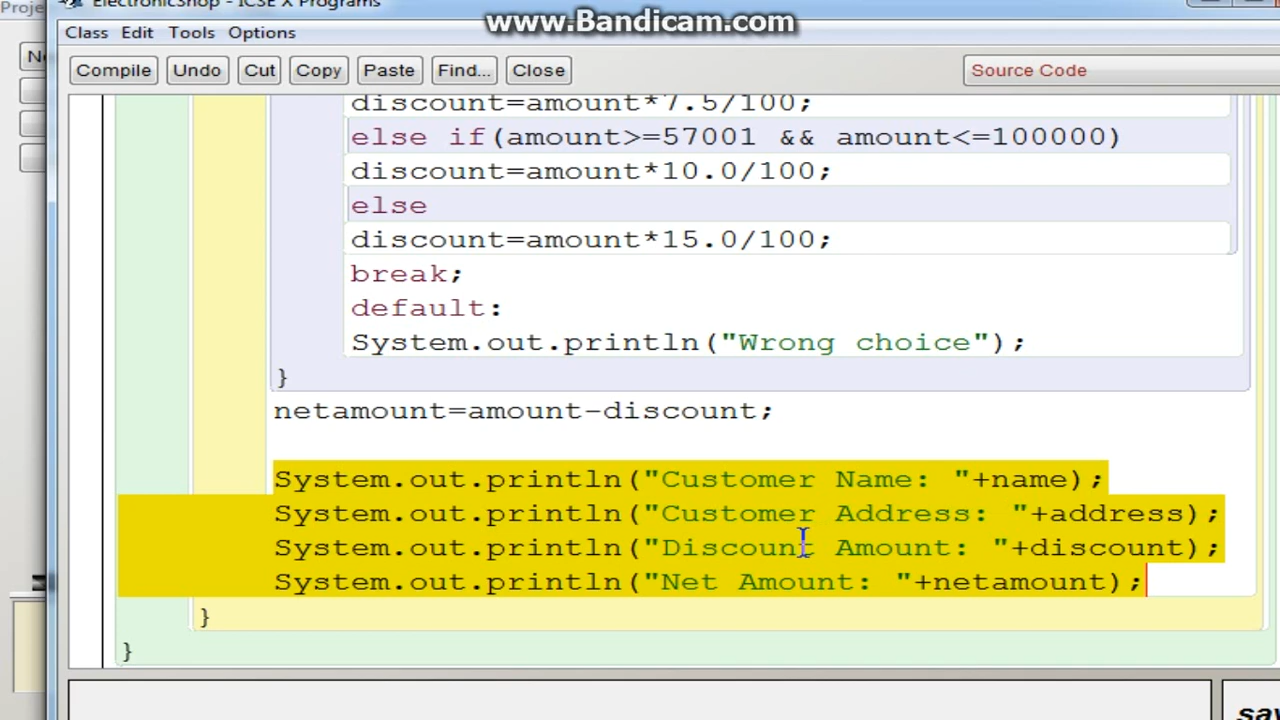 Proje
ElectronicShop - ICSE X Programs
www.Bandicam.com
Class Edit Tools Options
Compile Undo Cut Copy Paste Find... Close Source Code
discount=amount*7.5/100;
else if(amount>=57001 && amount<=100000)
discount=amount*10.0/100;
else
discount=amount*15.0/100;
break;
default:
System.out.println("Wrong choice");
}
netamount=amount-discount;
System.out.println("Customer Name: "+name);
System.out.println("Customer Address: "+address);
System.out.println("Discount Amount: "+discount);
System.out.println("Net Amount: "+netamount);
}
}